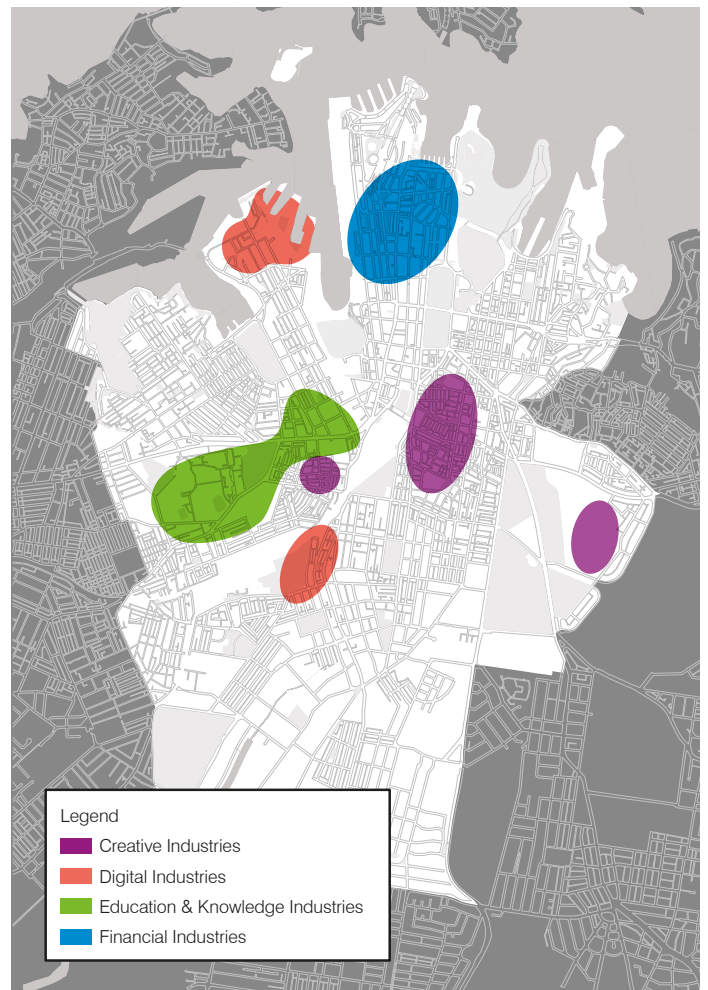 Legend
Creative Industries
Digital Industries
Education & Knowledge Industries
Financial Industries